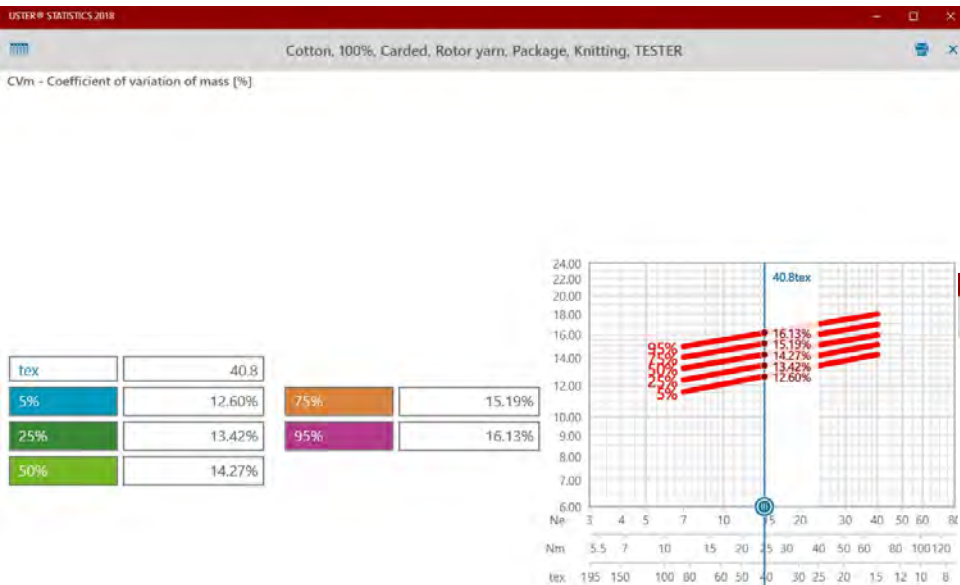 USTER® STATISTICS 2018
Cotton, 100%, Carded, Rotor yarn, Package, Knitting, TESTER
CVm - Coefficient of variation of mass [%]
tex 40.8
5% 12.60% 75% 15.19%
25% 13.42% 95% 16.13%
50% 14.27%
24.00
22.00
20.00
18.00
16.00
14.00
12.00
10.00
9.00
8.00
7.00
6.00
40.8tex
95%
75%
50%
25%
5%
16.13%
15.19%
14.27%
13.42%
12.60%
Ne 3 4 5 7 10 15 20 30 40 50 60 80
Nm 5.5 7 10 15 20 25 30 40 50 60 80 100 120
tex 195 150 100 80 60 50 40 30 25 20 15 12 10 8